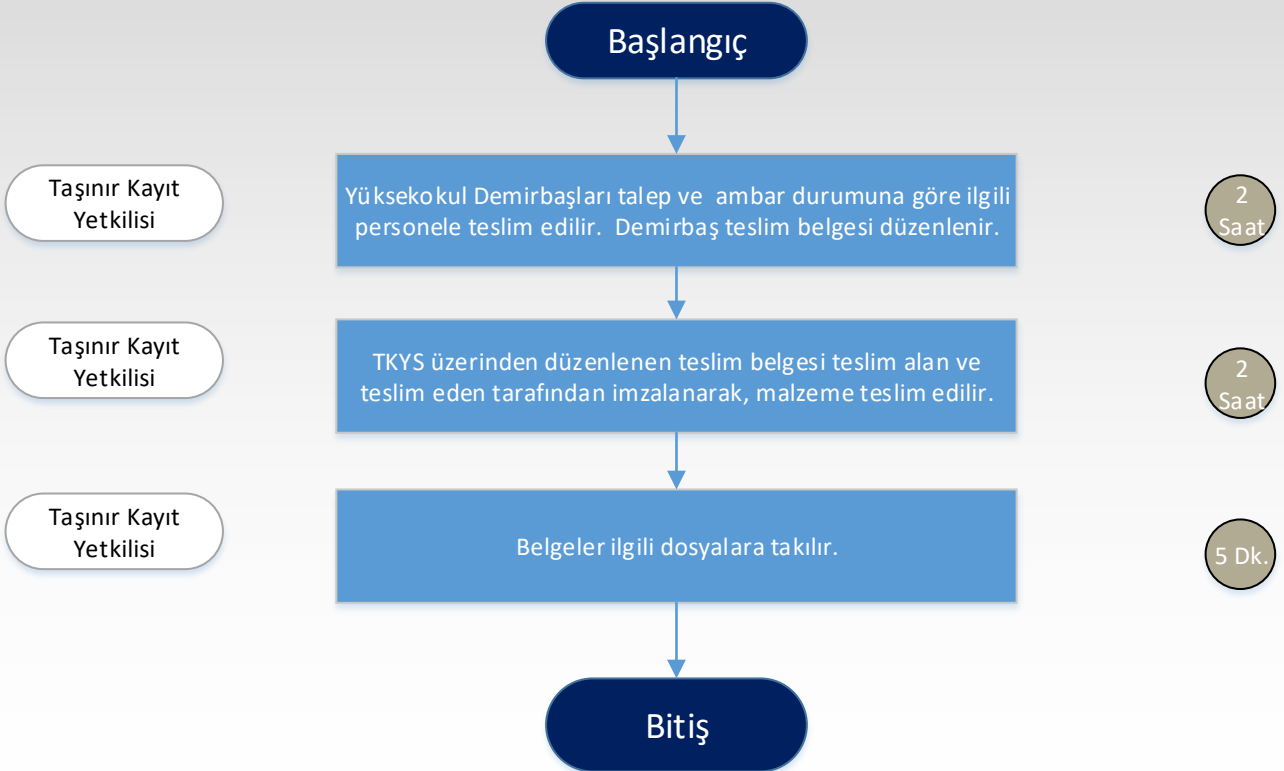 Başlangıç
Taşınır Kayıt
Yetkilisi
Yüksekokul Demirbaşları talep ve ambar durumuna göre ilgili
personele teslim edilir. Demirbaş teslim belgesi düzenlenir.
2
Saat
Taşınır Kayıt
Yetkilisi
TKYS üzerinden düzenlenen teslim belgesi teslim alan ve
teslim eden tarafından imzalanarak, malzeme teslim edilir.
2
Saat
Taşınır Kayıt
Yetkilisi
Belgeler ilgili dosyalara takılır.
5 Dk.
Bitiş